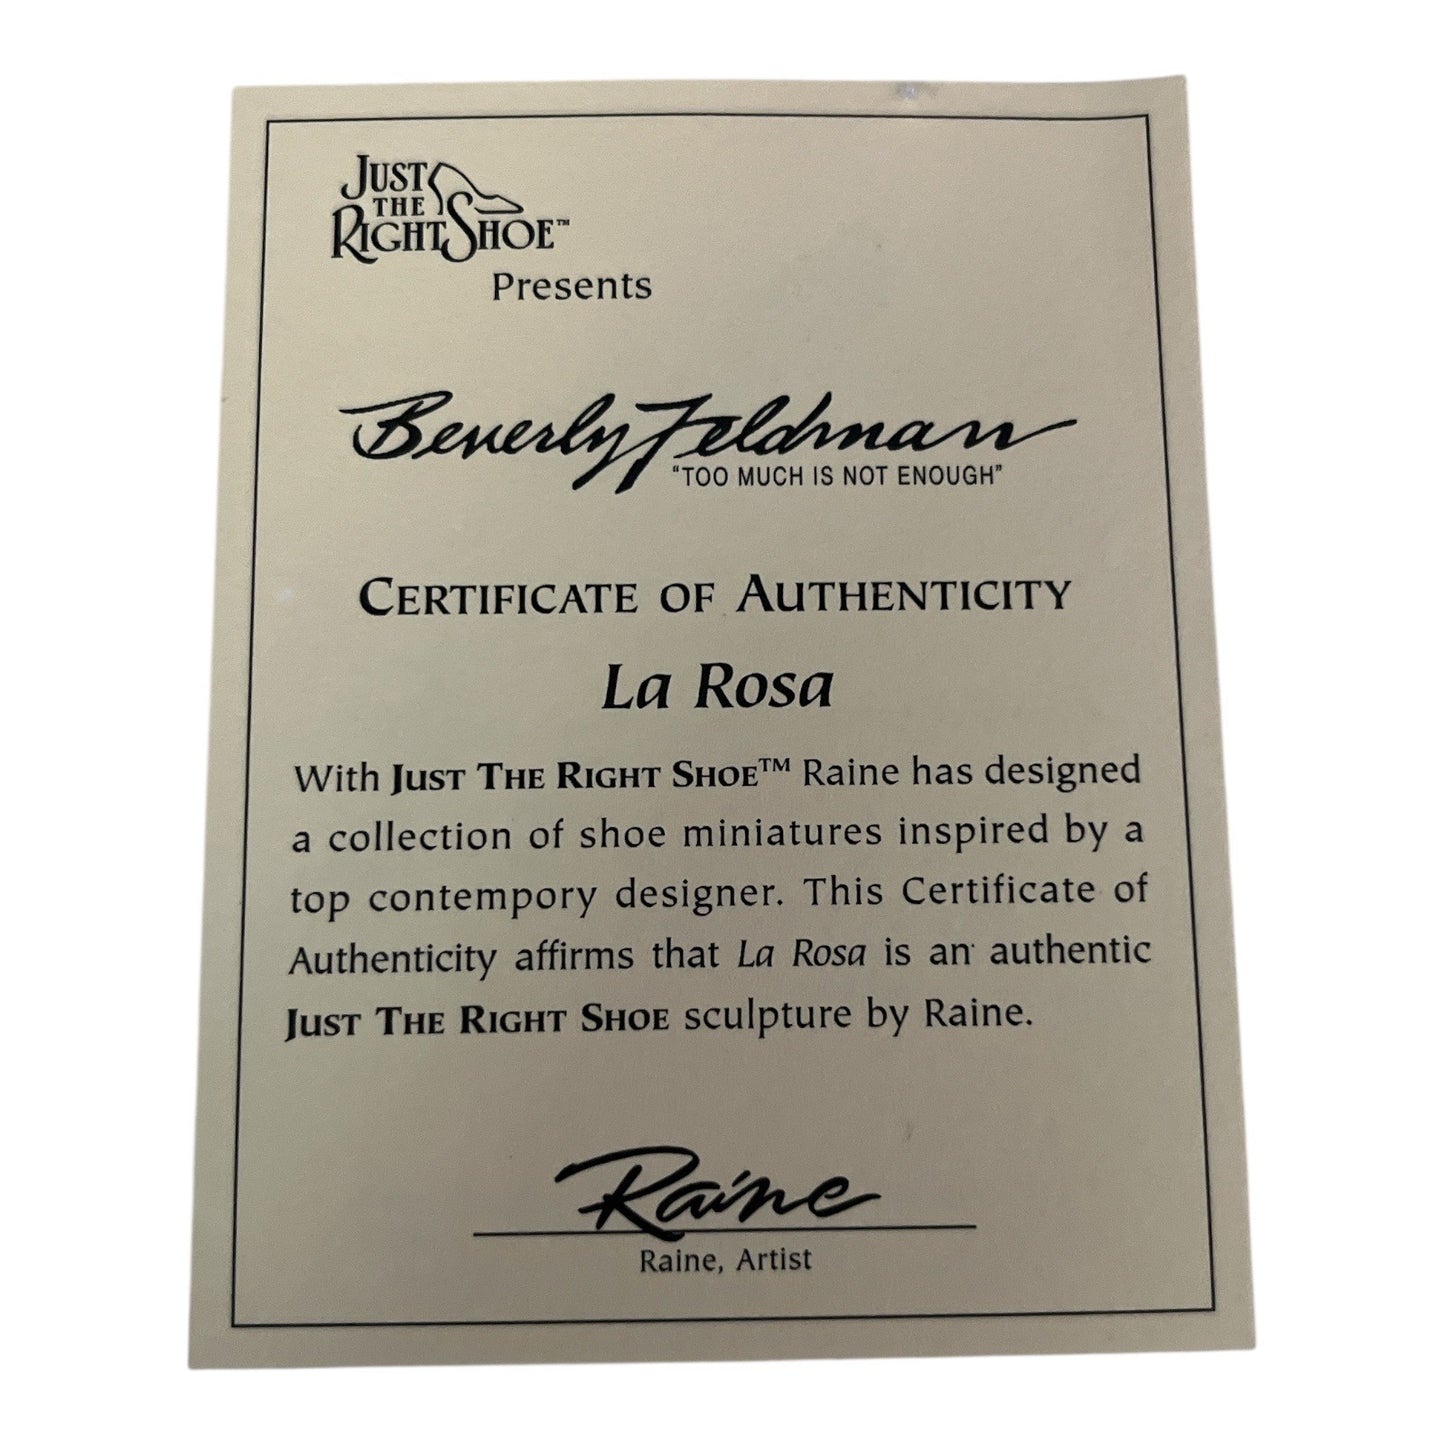 JUST
THE
RIGHT SHOE™
Presents
Beverly Feldman
"TOO MUCH IS NOT ENOUGH"
CERTIFICATE OF AUTHENTICITY
La Rosa
With JUST THE RIGHT SHOE™ Raine has designed
a collection of shoe miniatures inspired by a
top contempory designer. This Certificate of
Authenticity affirms that La Rosa is an authentic
JUST THE RIGHT SHOE sculpture by Raine.
Raine
Raine, Artist